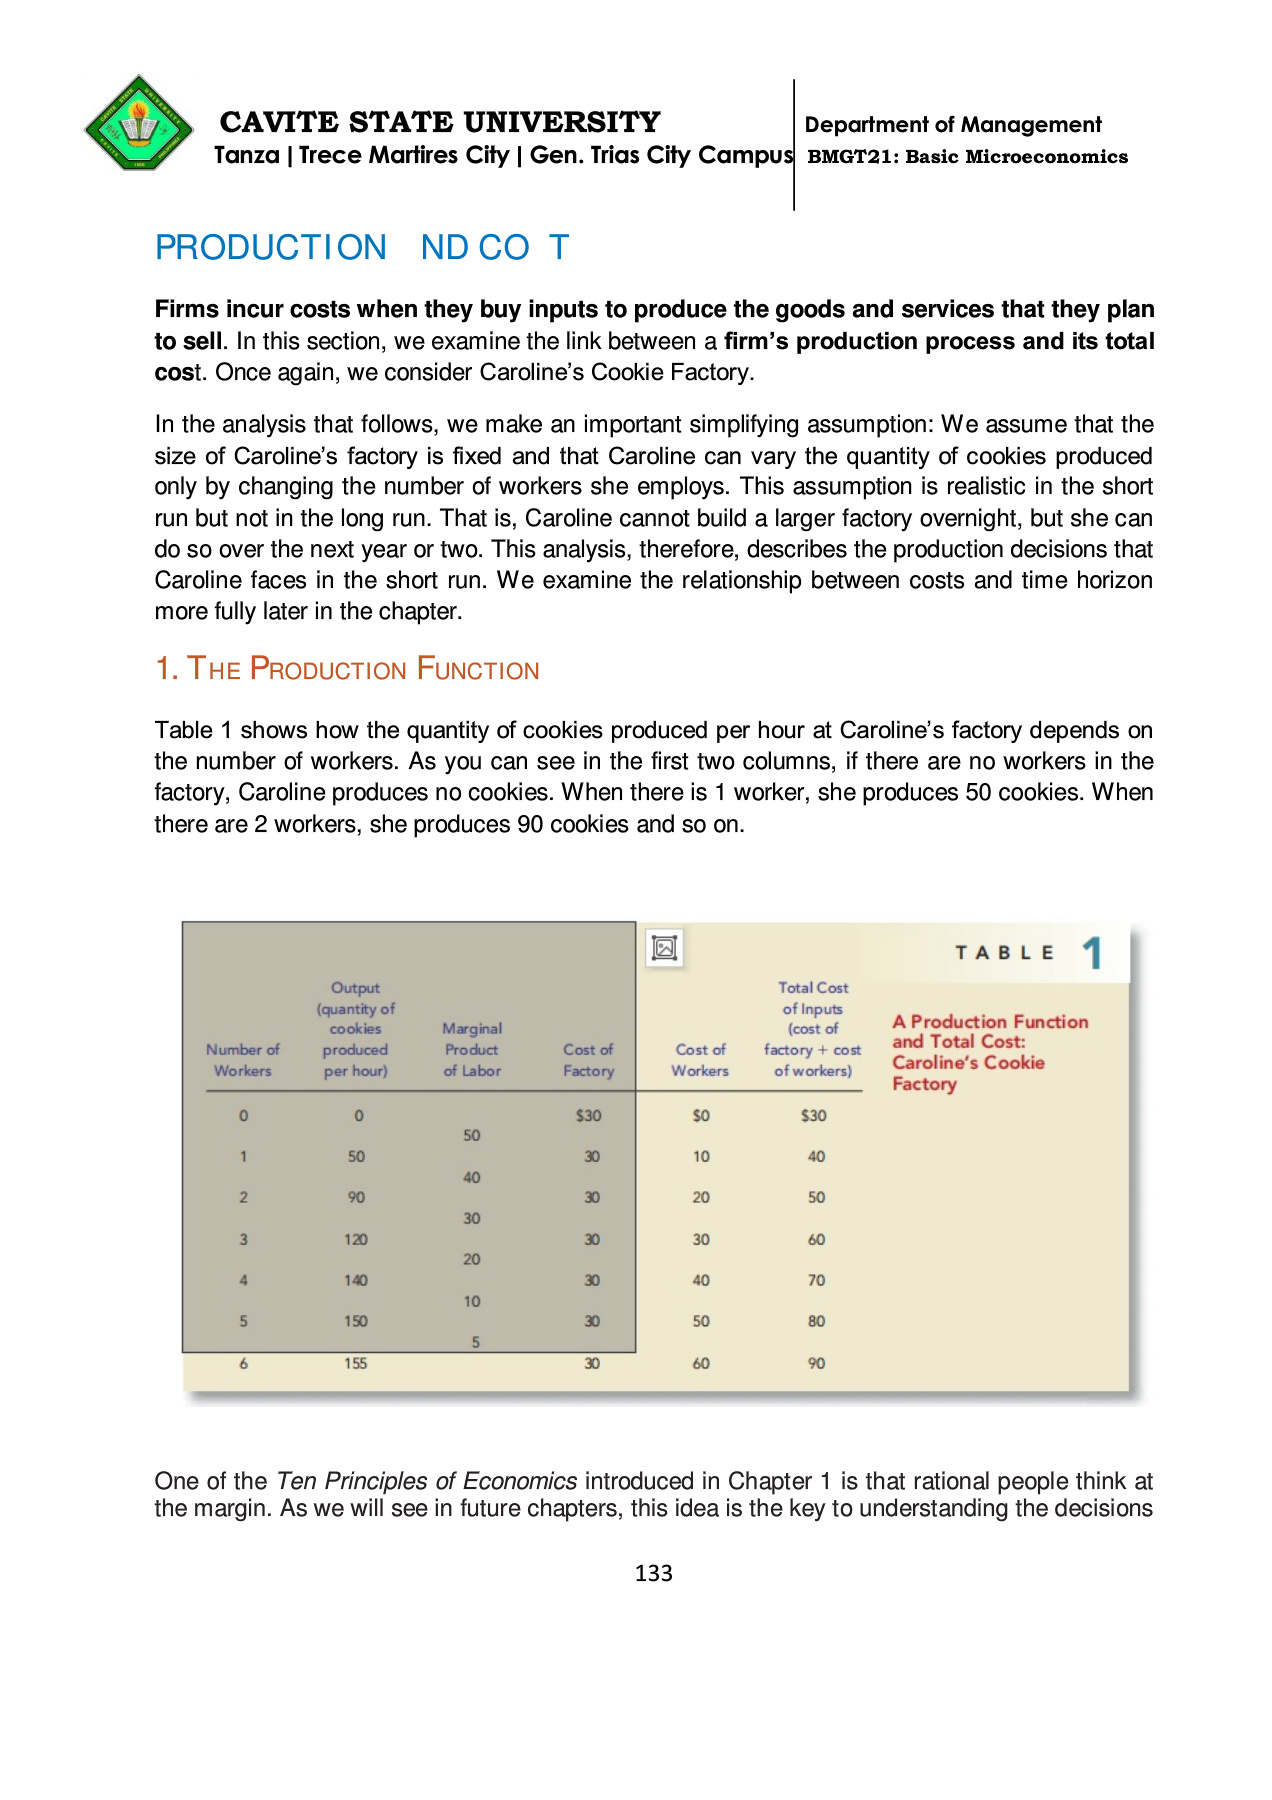 CAVITE STATE UNIVERSITY
Tanza | Trece Martires City | Gen. Trias City Campus
Department of Management
BMGT21: Basic Microeconomics
PRODUCTION ND CO T
Firms incur costs when they buy inputs to produce the goods and services that they plan
to sell. In this section, we examine the link between a firm's production process and its total
cost. Once again, we consider Caroline's Cookie Factory.
In the analysis that follows, we make an important simplifying assumption: We assume that the
size of Caroline's factory is fixed and that Caroline can vary the quantity of cookies produced
only by changing the number of workers she employs. This assumption is realistic in the short
run but not in the long run. That is, Caroline cannot build a larger factory overnight, but she can
do so over the next year or two. This analysis, therefore, describes the production decisions that
Caroline faces in the short run. We examine the relationship between costs and time horizon
more fully later in the chapter.
1. THE PRODUCTION FUNCTION
Table 1 shows how the quantity of cookies produced per hour at Caroline's factory depends on
the number of workers. As you can see in the first two columns, if there are no workers in the
factory, Caroline produces no cookies. When there is 1 worker, she produces 50 cookies. When
there are 2 workers, she produces 90 cookies and so on.
TABLE 1
A Production Function
and Total Cost:
Caroline's Cookie
Factory
Output Total Cost
(quantity of of Inputs
cookies Marginal (cost of
Number of produced Product Cost of Cost of factory + cost
Workers per hour) of Labor Factory Workers of workers)
0 0 $30 $0 $30
50
1 50 30 10 40
40
2 90 30 20 50
30
3 120 30 30 60
20
4 140 30 40 70
10
5 150 30 50 80
5
6 155 30 60 90
One of the Ten Principles of Economics introduced in Chapter 1 is that rational people think at
the margin. As we will see in future chapters, this idea is the key to understanding the decisions
133